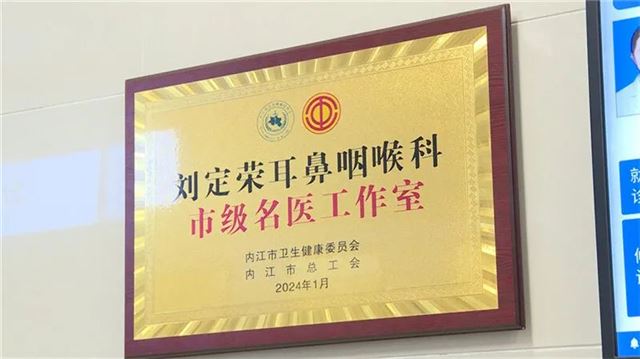 刘定荣耳鼻咽喉科
市级名医工作室
内江市卫生健康委员会
内江市总工会
2024年1月
就
诊